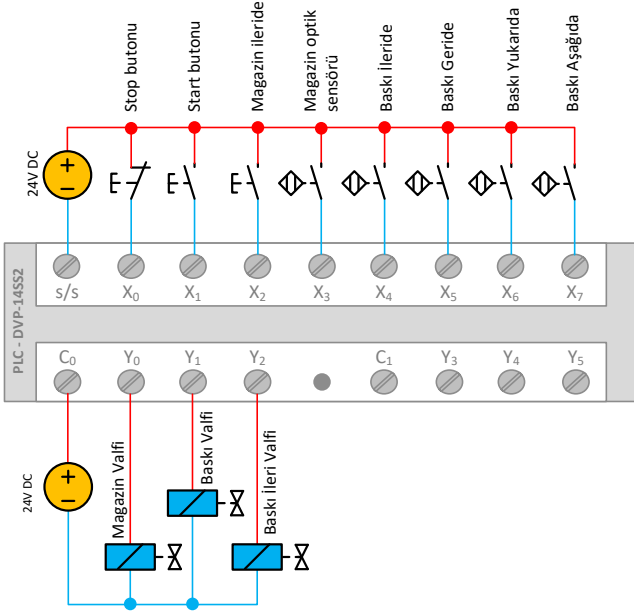 Stop butonu
Start butonu
Magazin ileride
Magazin optik
sensörü
Baskı İleride
Baskı Geride
Baskı Yukarıda
Baskı Aşağıda
24V DC
PLC - DVP-14SS2
s/s
X0
X1
X2
X3
X4
X5
X6
X7
C0
Y0
Y1
Y2
C1
Y3
Y4
Y5
24V DC
Magazin Valfi
Baskı Valfi
Baskı İleri Valfi